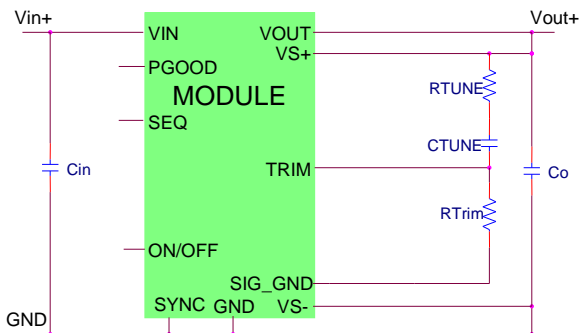 Vin+
Vout+
VIN
VOUT
VS+
PGOOD
RTUNE
MODULE
SEQ
CTUNE
TRIM
Cin
Co
RTrim
ON/OFF
SIG_GND
SYNC
GND
VS-
GND